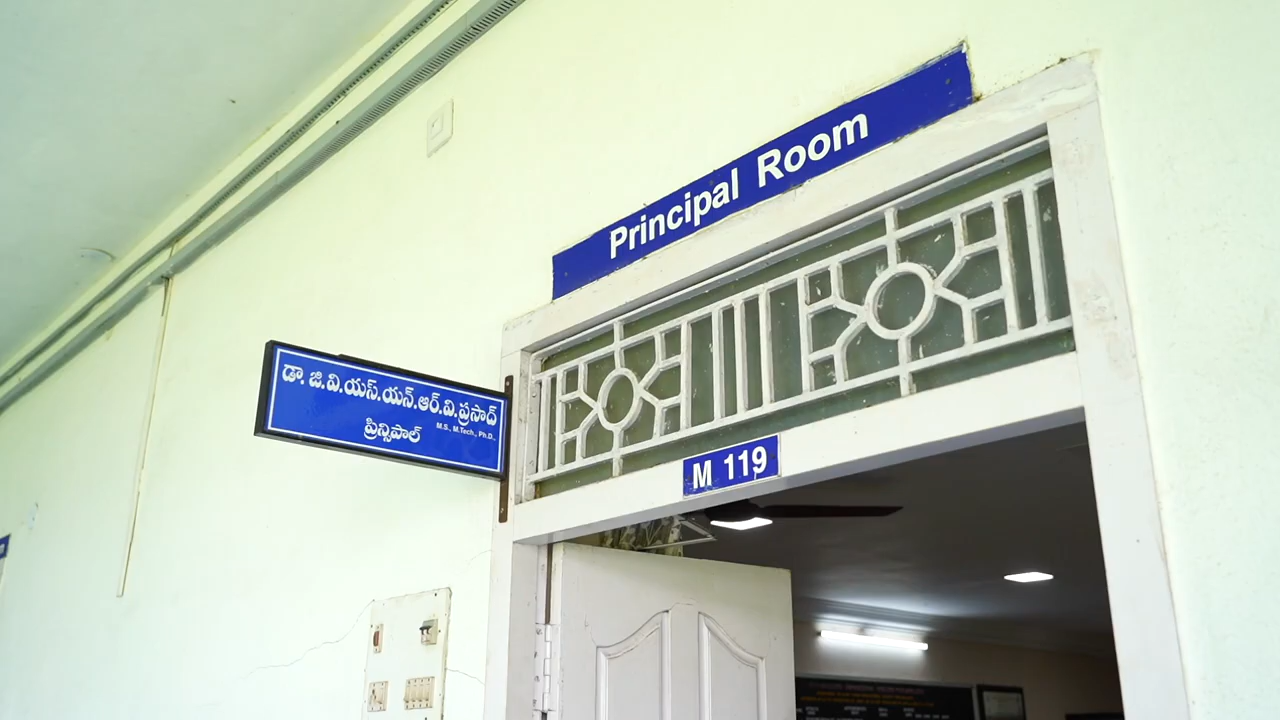 Principal Room
డా. జి.వి.యస్.యన్.ఆర్.వి.ప్రసాద్
M.S., M.Tech., Ph.D.,
ప్రిన్సిపాల్
M 119